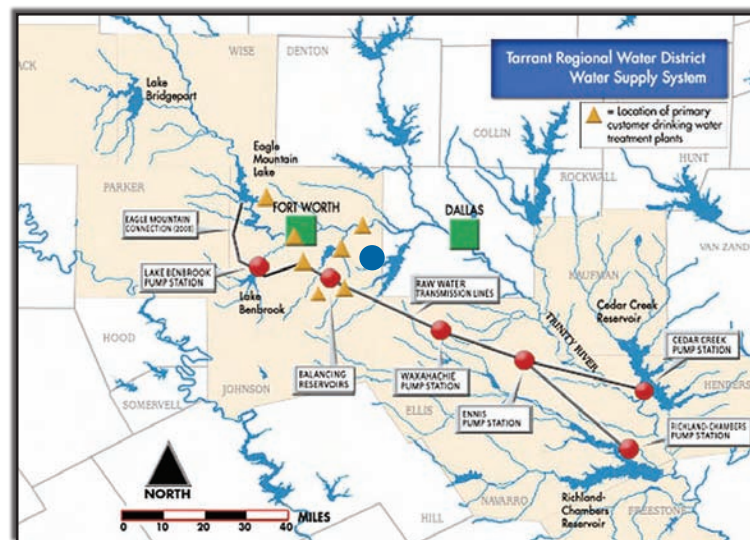 Tarrant Regional Water District
Water Supply System
= Location of primary
customer drinking water
treatment plants
ACK
WISE
DENTON
Lake
Bridgeport
COLLIN
HUNT
Eagle
Mountain
Lake
ROCKWALL
PARKER
FORT WORTH
DALLAS
EAGLE MOUNTAIN
CONNECTION (2008)
VAN ZAND
LAKE BENBROOK
PUMP STATION
RAW WATER
TRANSMISSION LINES
KAUFMAN
Lake
Benbrook
Cedar Creek
Reservoir
TRINITY RIVER
HOOD
CEDAR CREEK
PUMP STATION
BALANCING
RESERVOIRS
WAXAHACHIE
PUMP STATION
JOHNSON
HENDERS
SOMERVELL
ELLIS
ENNIS
PUMP STATION
RICHLAND-CHAMBERS
PUMP STATION
NORTH
NAVARRO
Richland-
Chambers
Reservoir
FREESTONE
0 10 20 30 40 MILES
HILL